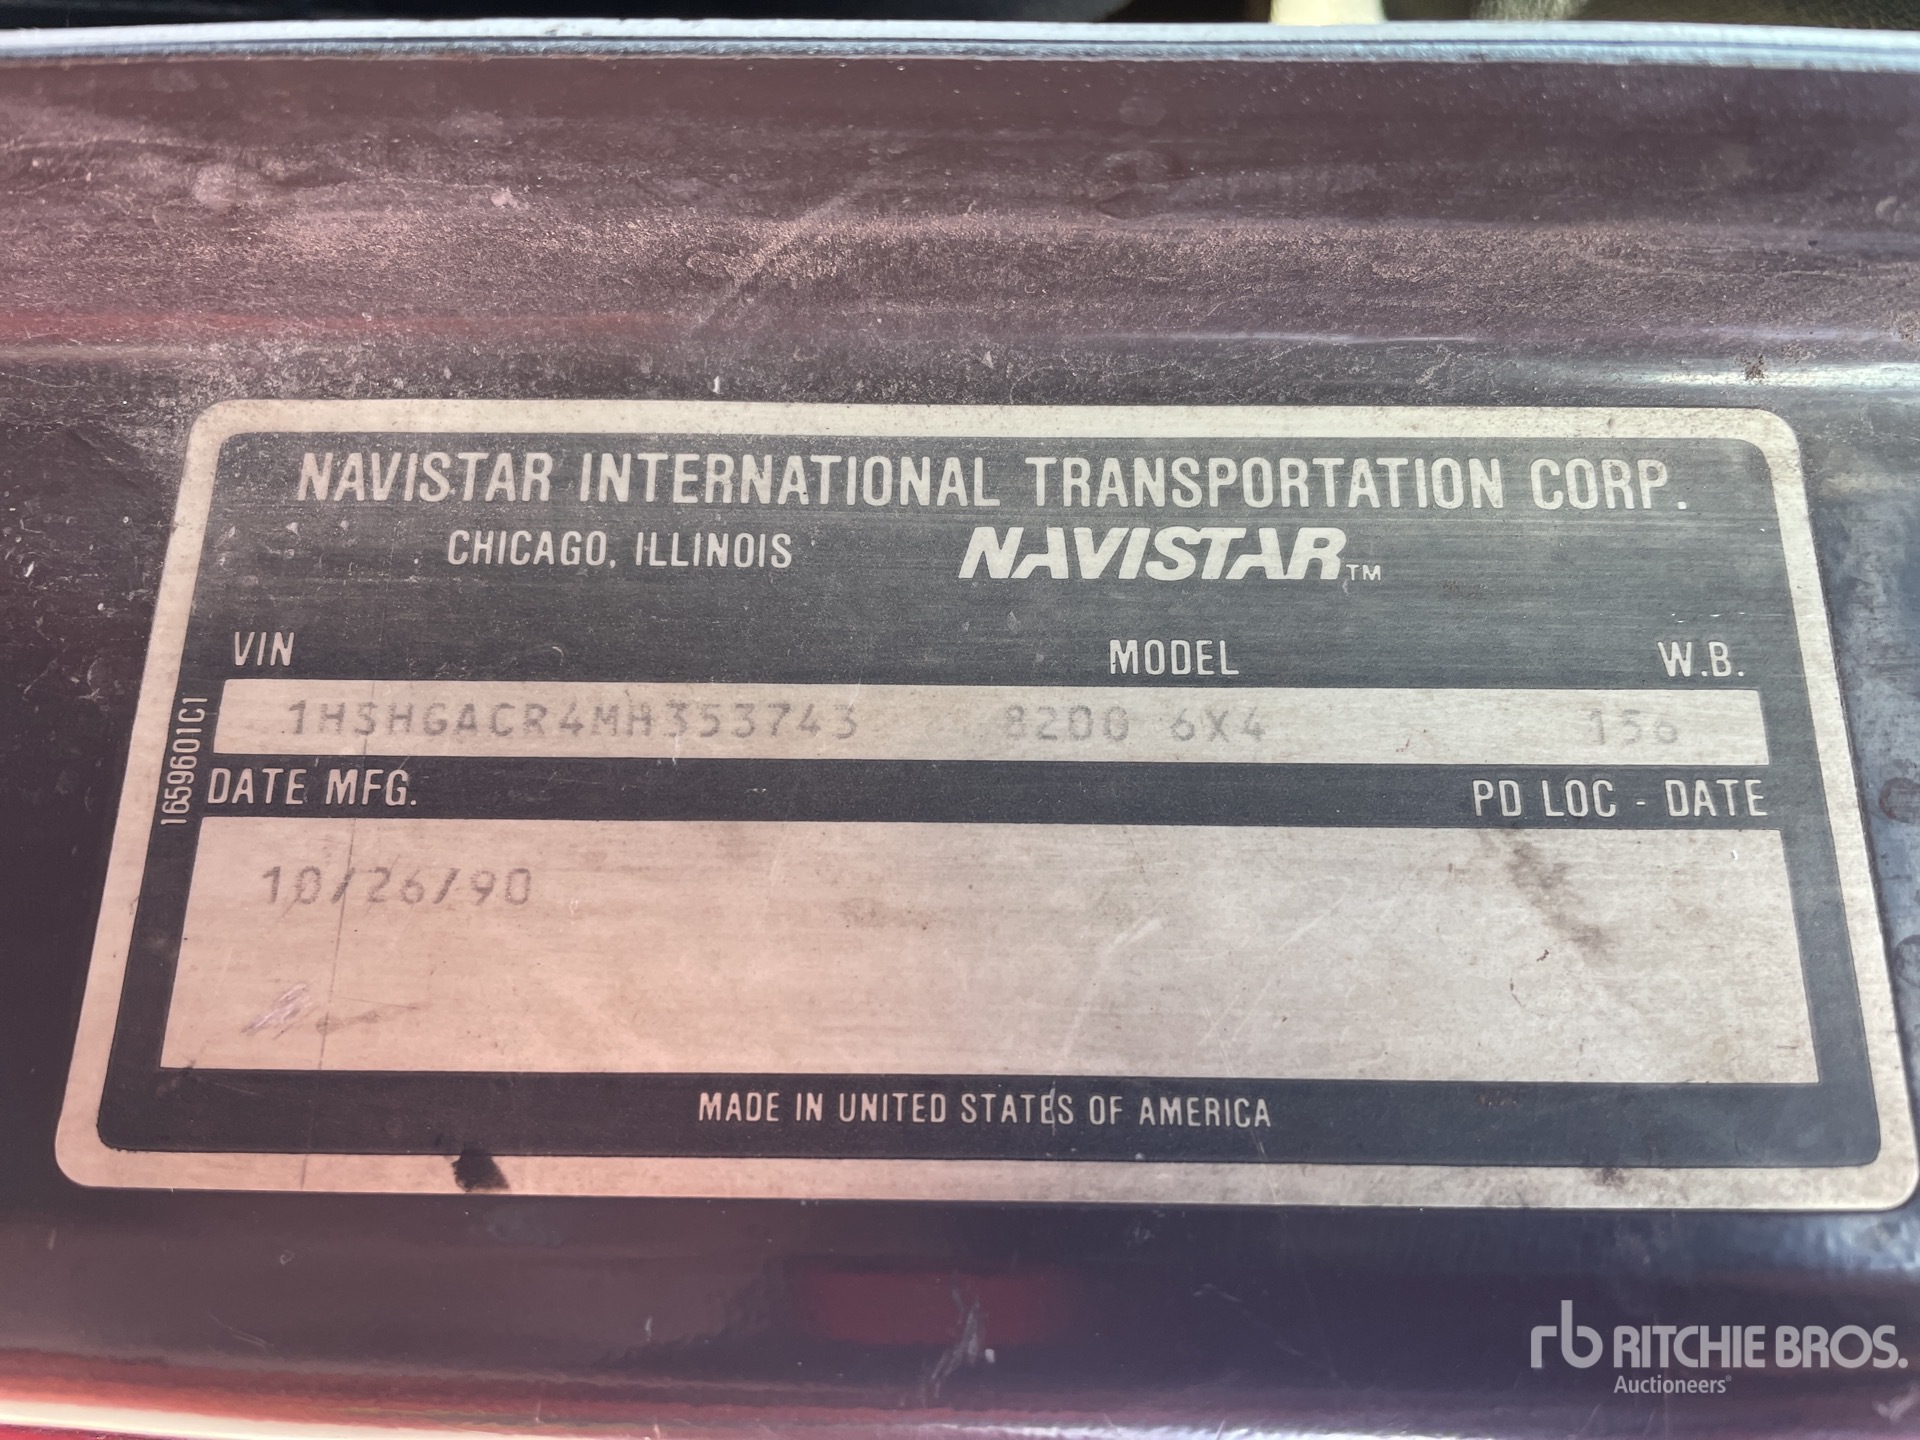 NAVISTAR INTERNATIONAL TRANSPORTATION CORP.
CHICAGO, ILLINOIS NAVISTAR™
VIN MODEL W.B.
1HSHGACR4MH353743 8200 6X4 156
1659601C1
DATE MFG. PD LOC - DATE
10/26/90
MADE IN UNITED STATES OF AMERICA
rb RITCHIE BROS.
Auctioneers®